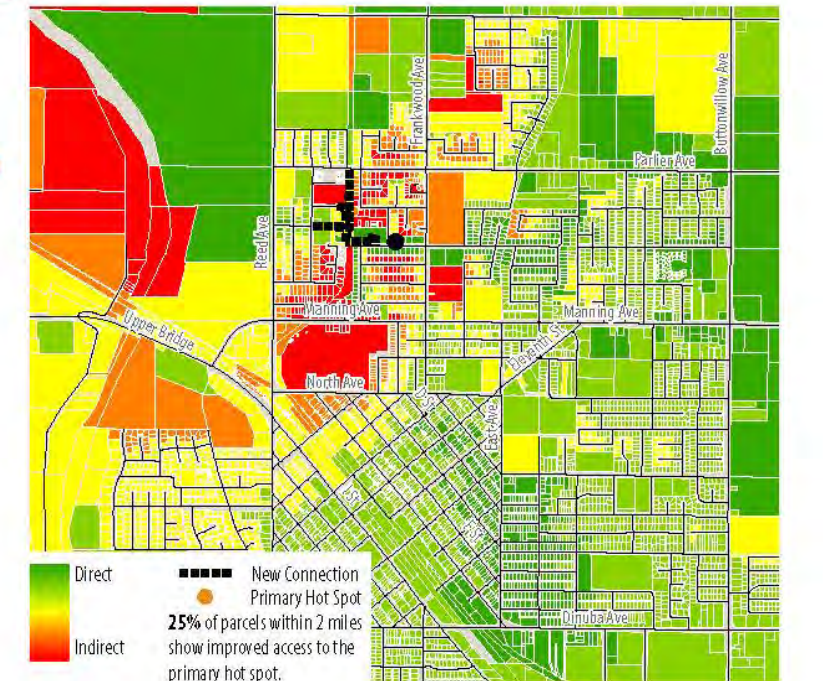 Frankwood Ave
Buttonwillow Ave
Parlier Ave
Reed Ave
Manning Ave
Manning Ave
Upper Bridge
Eleventh St
North Ave
East Ave
Dinuba Ave
Direct
Indirect
New Connection
Primary Hot Spot
25% of parcels within 2 miles
show improved access to the
primary hot spot.